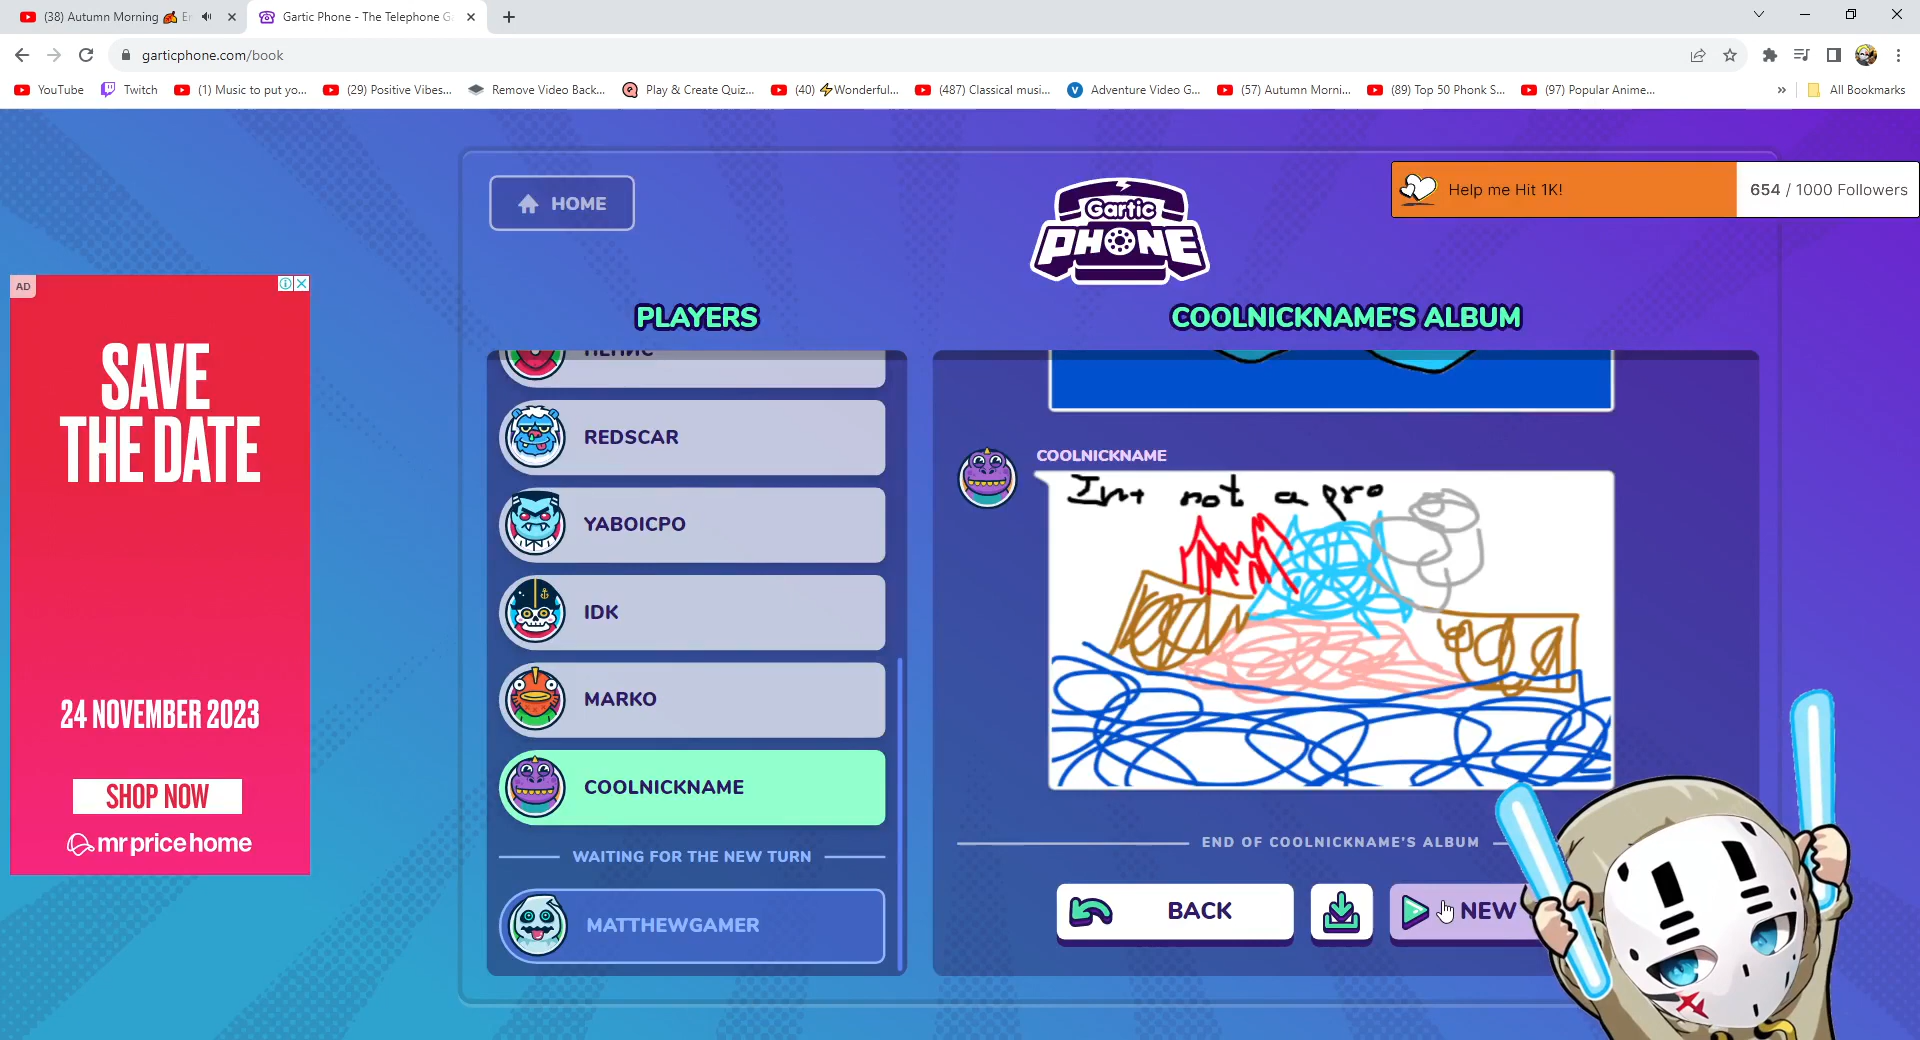 (38) Autumn Morning 🍂 Er
Gartic Phone - The Telephone Ga
garticphone.com/book
YouTube
Twitch
(1) Music to put yo...
(29) Positive Vibes...
Remove Video Back...
Play & Create Quiz...
(40) ⚡Wonderful...
(487) Classical musi...
Adventure Video G...
(57) Autumn Morni...
(89) Top 50 Phonk S...
(97) Popular Anime...
»
All Bookmarks
HOME
Gartic
PHONE
Help me Hit 1K!
654 / 1000 Followers
AD
SAVE
THE DATE
24 NOVEMBER 2023
SHOP NOW
mr price home
PLAYERS
REDSCAR
YABOICPO
IDK
MARKO
COOLNICKNAME
WAITING FOR THE NEW TURN
MATTHEWGAMER
COOLNICKNAME'S ALBUM
COOLNICKNAME
not a pro
END OF COOLNICKNAME'S ALBUM
BACK
NEW